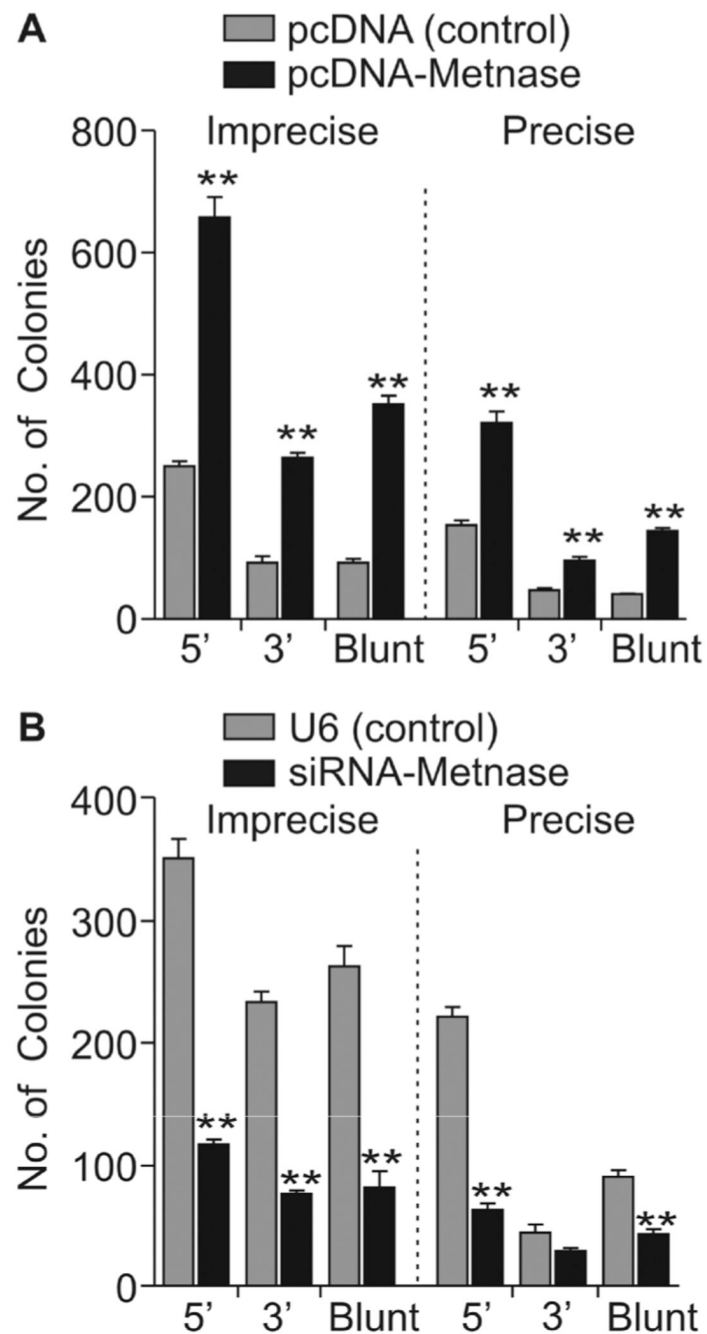 A
pcDNA (control)
pcDNA-Metnase
Imprecise Precise
No. of Colonies
800
600
400
200
0
** ** ** ** ** **
5’ 3’ Blunt 5’ 3’ Blunt
B
U6 (control)
siRNA-Metnase
Imprecise Precise
No. of Colonies
400
300
200
100
0
** ** ** ** **
5’ 3’ Blunt 5’ 3’ Blunt